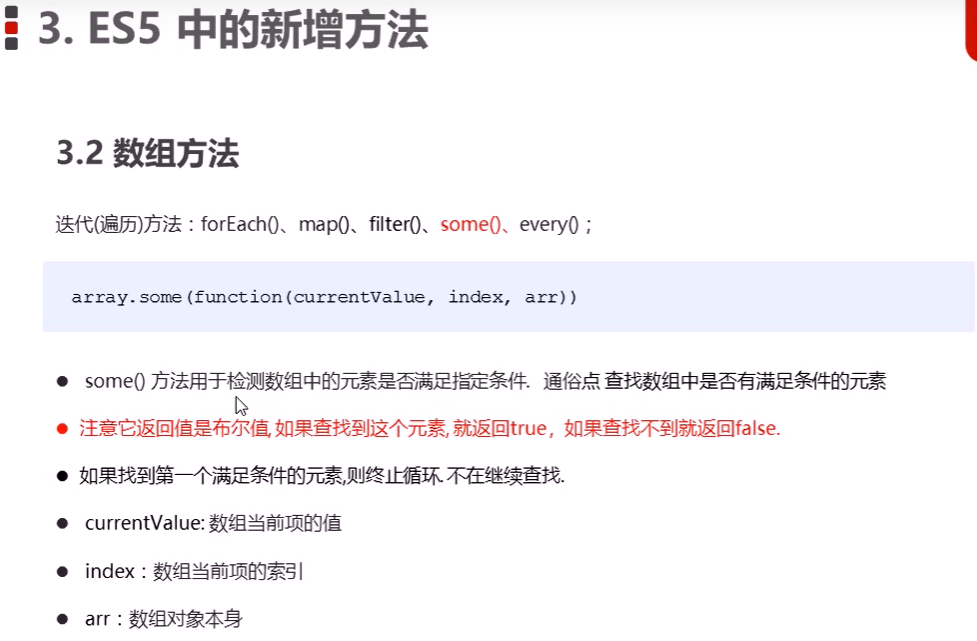 3. ES5 中的新增方法
3.2 数组方法
迭代(遍历)方法：forEach()、map()、filter()、some()、every()；
array.some(function(currentValue, index, arr))
● some() 方法用于检测数组中的元素是否满足指定条件. 通俗点 查找数组中是否有满足条件的元素
● 注意它返回值是布尔值, 如果查找到这个元素, 就返回true，如果查找不到就返回false.
● 如果找到第一个满足条件的元素,则终止循环. 不在继续查找.
● currentValue: 数组当前项的值
● index：数组当前项的索引
● arr：数组对象本身